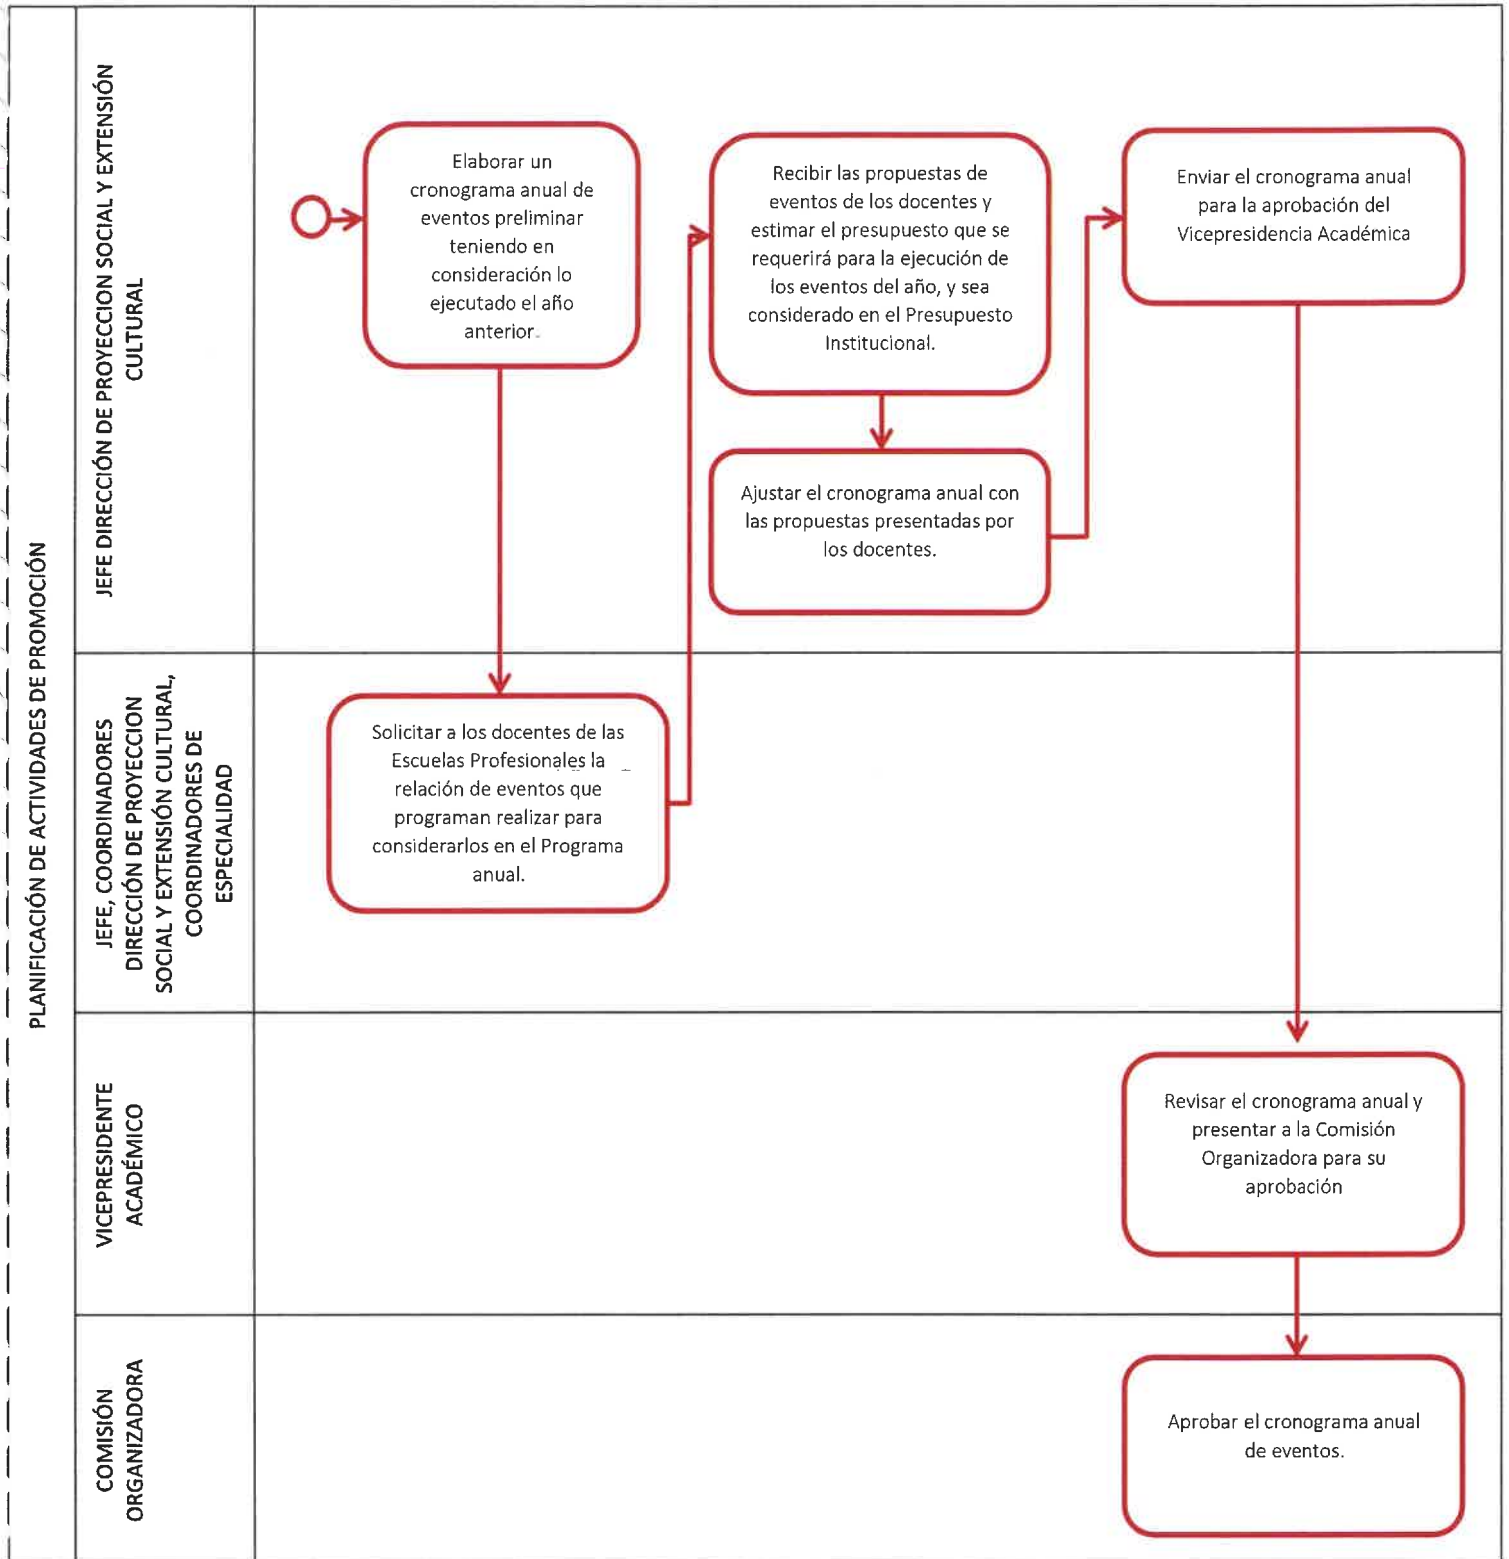 PLANIFICACIÓN DE ACTIVIDADES DE PROMOCIÓN
JEFE DIRECCIÓN DE PROYECCION SOCIAL Y EXTENSIÓN
CULTURAL
Elaborar un
cronograma anual de
eventos preliminar
teniendo en
consideración lo
ejecutado el año
anterior.
Recibir las propuestas de
eventos de los docentes y
estimar el presupuesto que se
requerirá para la ejecución de
los eventos del año, y sea
considerado en el Presupuesto
Institucional.
Ajustar el cronograma anual con
las propuestas presentadas por
los docentes.
Enviar el cronograma anual
para la aprobación del
Vicepresidencia Académica
JEFE, COORDINADORES
DIRECCIÓN DE PROYECCION
SOCIAL Y EXTENSIÓN CULTURAL,
COORDINADORES DE
ESPECIALIDAD
Solicitar a los docentes de las
Escuelas Profesionales la
relación de eventos que
programan realizar para
considerarlos en el Programa
anual.
VICEPRESIDENTE
ACADÉMICO
Revisar el cronograma anual y
presentar a la Comisión
Organizadora para su
aprobación
COMISIÓN
ORGANIZADORA
Aprobar el cronograma anual
de eventos.